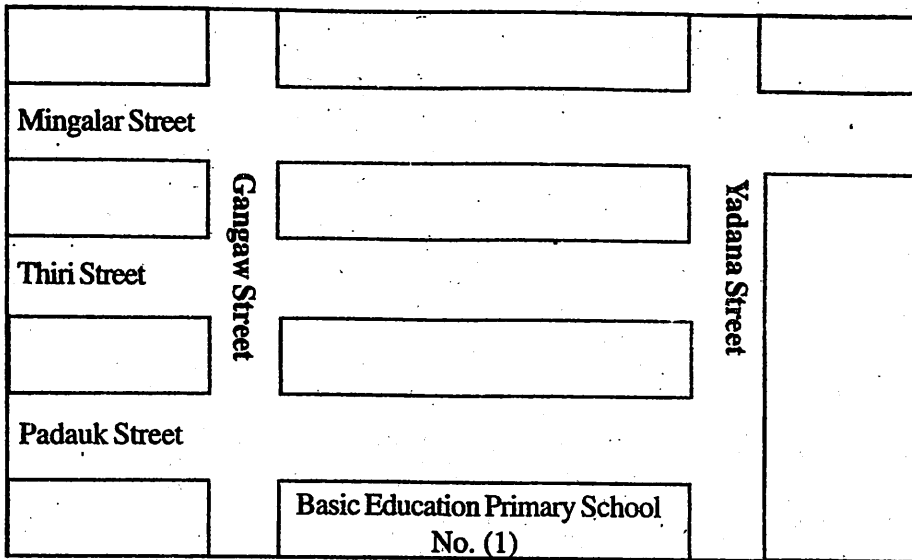 Mingalar Street
Gangaw Street
Yadana Street
Thiri Street
Padauk Street
Basic Education Primary School
No. (1)